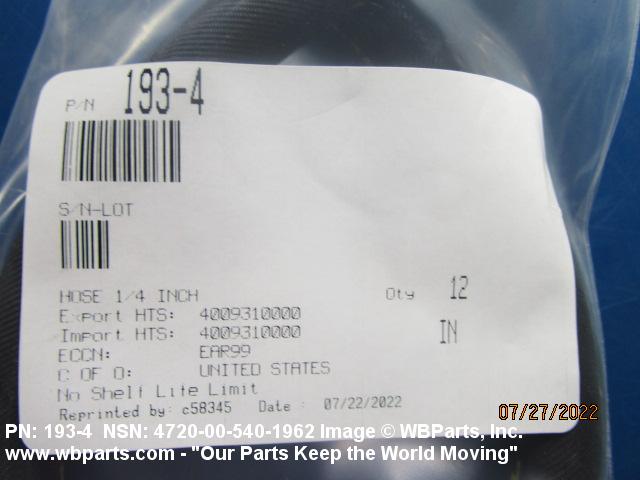 P/N 193-4
S/N-LOT
HOSE 1/4 INCH Qty 12
Export HTS: 4009310000
Import HTS: 4009310000 IN
ECCN: EAR99
C OF O: UNITED STATES
No Shelf Life Limit
Reprinted by: c58345 Date : 07/22/2022
07/27/2022
PN: 193-4 NSN: 4720-00-540-1962 Image © WBParts, Inc.
www.wbparts.com - "Our Parts Keep the World Moving"